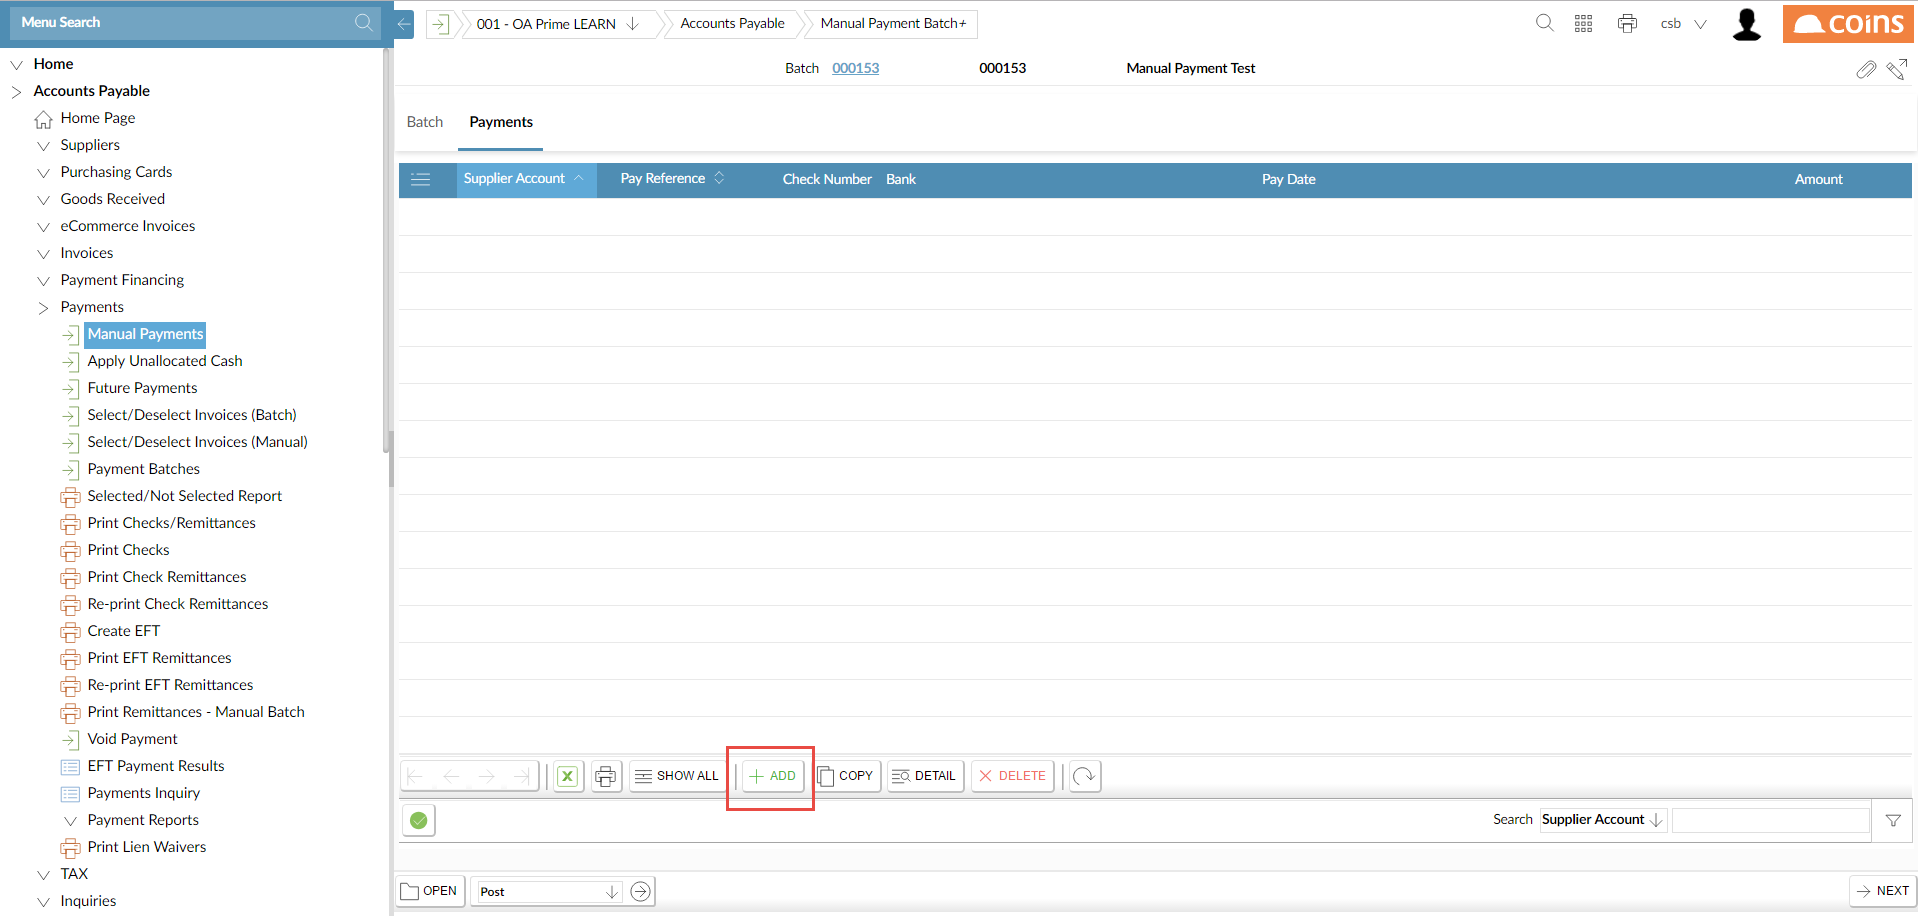 Menu Search
001 - OA Prime LEARN
Accounts Payable
Manual Payment Batch+
csb
coins
Batch 000153 000153 Manual Payment Test
Batch Payments
Supplier Account Pay Reference Check Number Bank Pay Date Amount
Home
Accounts Payable
Home Page
Suppliers
Purchasing Cards
Goods Received
eCommerce Invoices
Invoices
Payment Financing
Payments
Manual Payments
Apply Unallocated Cash
Future Payments
Select/Deselect Invoices (Batch)
Select/Deselect Invoices (Manual)
Payment Batches
Selected/Not Selected Report
Print Checks/Remittances
Print Checks
Print Check Remittances
Re-print Check Remittances
Create EFT
Print EFT Remittances
Re-print EFT Remittances
Print Remittances - Manual Batch
Void Payment
EFT Payment Results
Payments Inquiry
Payment Reports
Print Lien Waivers
TAX
Inquiries
SHOW ALL ADD COPY DETAIL DELETE
Search Supplier Account
OPEN Post NEXT